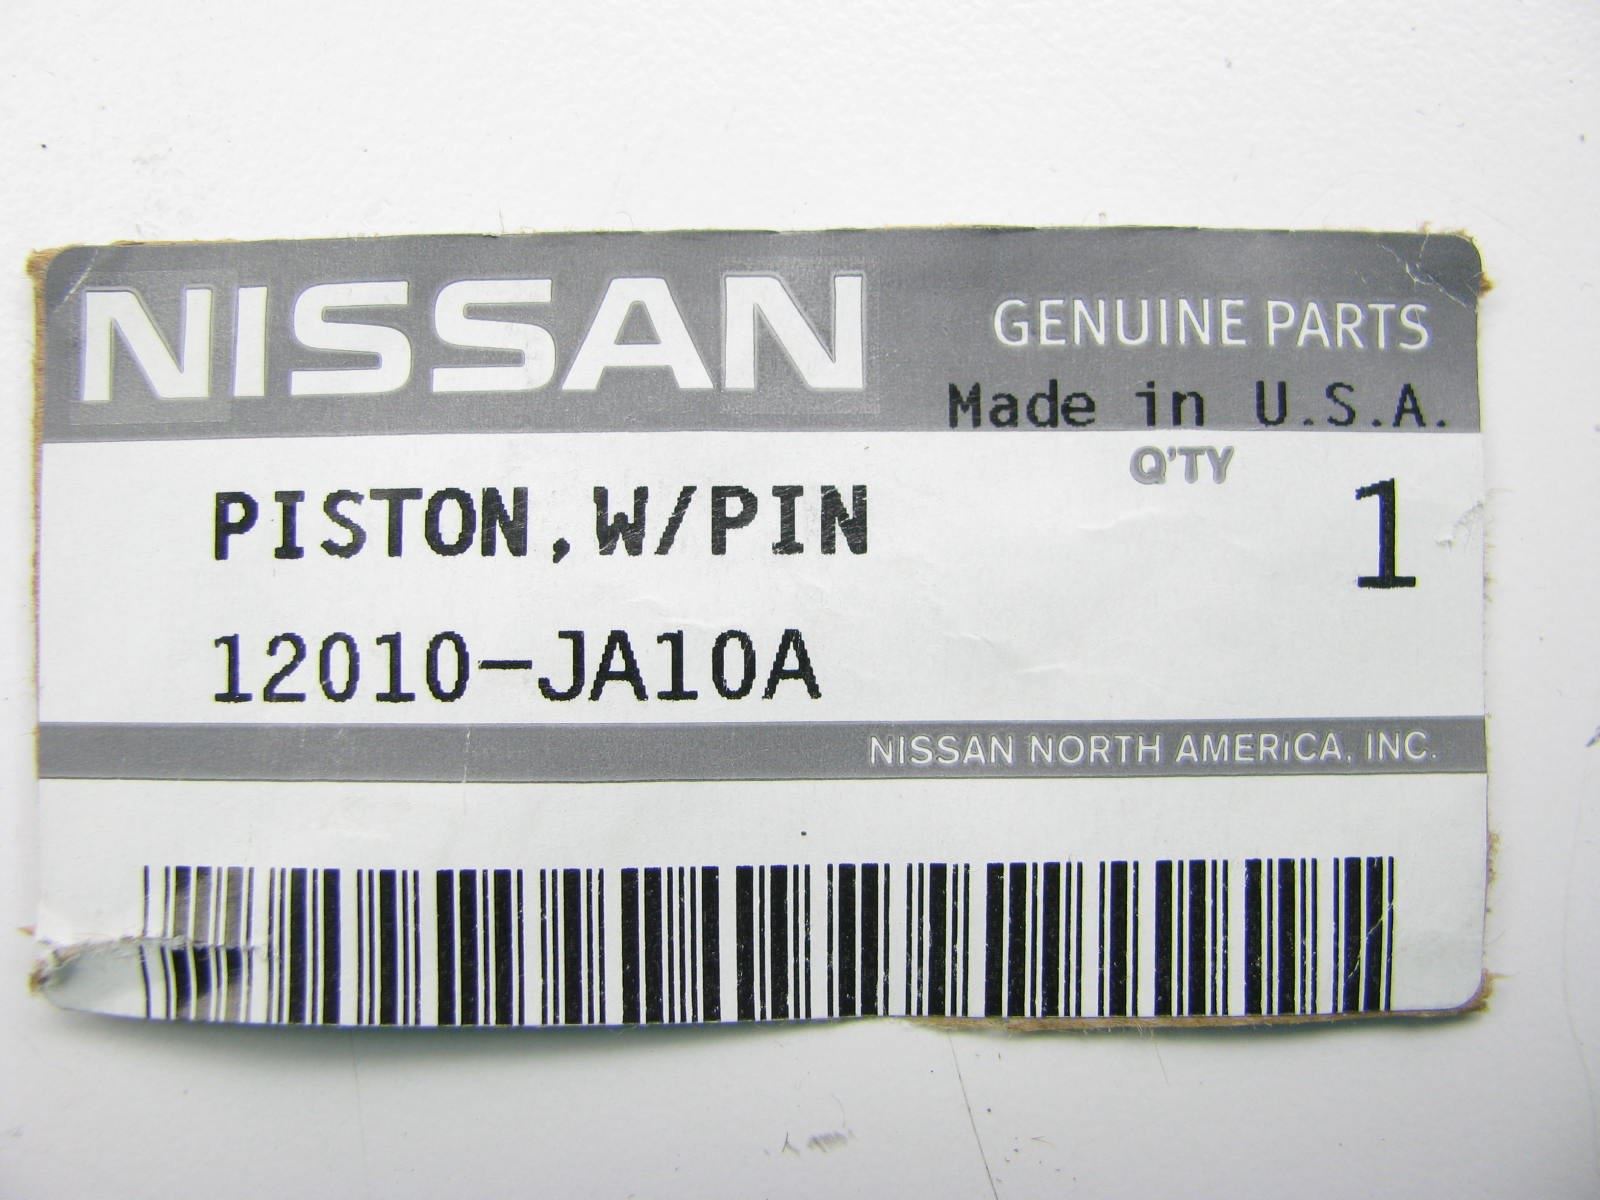 NISSAN
GENUINE PARTS
Made in U.S.A.
Q'TY
PISTON,W/PIN
1
12010-JA10A
NISSAN NORTH AMERiCA, INC.